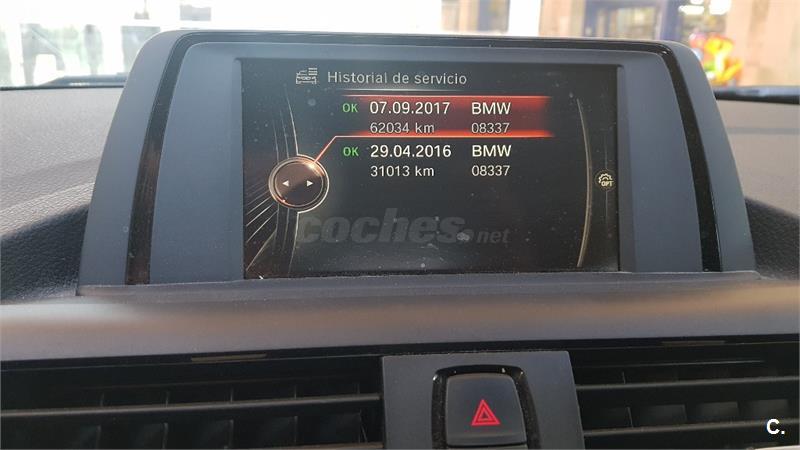 Historial de servicio
OK 07.09.2017 BMW
62034 km 08337
OK 29.04.2016 BMW
31013 km 08337
OPT
coches.net
C.